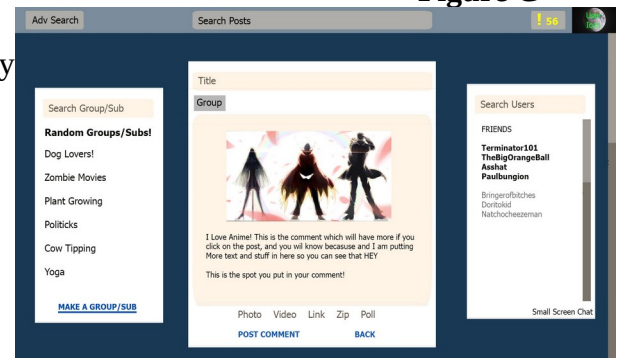 Adv Search
Search Posts
! 56
y
Search Group/Sub
Random Groups/Subs!
Dog Lovers!
Zombie Movies
Plant Growing
Politicks
Cow Tipping
Yoga
MAKE A GROUP/SUB
Title
Group
I Love Anime! This is the comment which will have more if you
click on the post, and you wil know becasuse and I am putting
More text and stuff in here so you can see that HEY
This is the spot you put in your comment!
Photo Video Link Zip Poll
POST COMMENT BACK
Search Users
FRIENDS
Terminator101
TheBigOrangeBall
Asshat
Paulbungion
Bringerofbitches
Doritokid
Natchocheezeman
Small Screen Chat